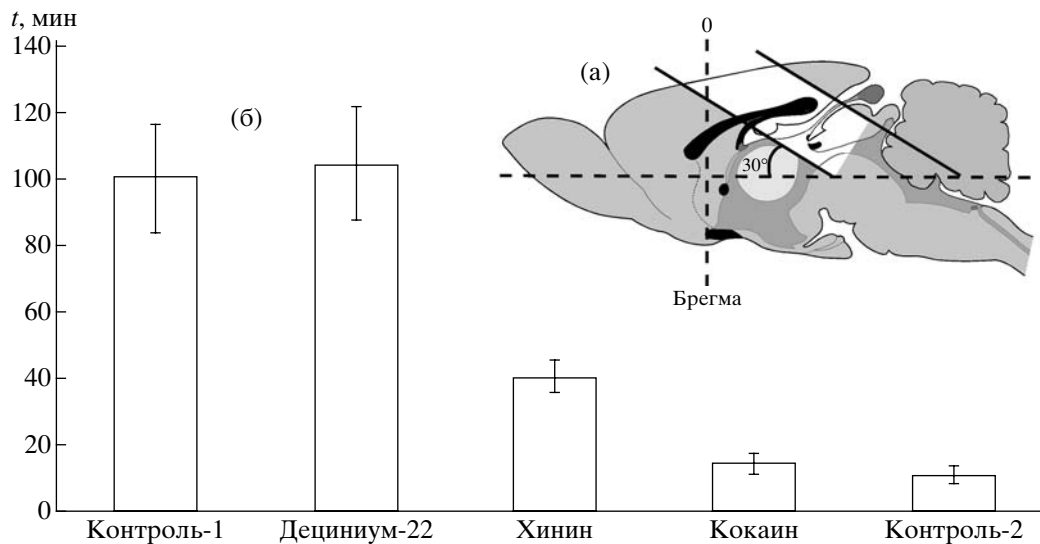 t, мин
140
120
100
80
60
40
20
0
(б)
(а)
0
30°
Брегма
Контроль-1 Дециниум-22 Хинин Кокаин Контроль-2